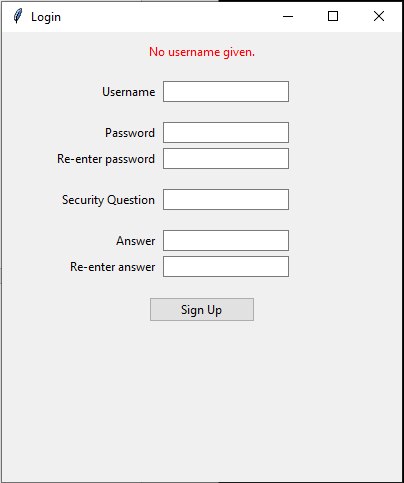 Login
No username given.
Username
Password
Re-enter password
Security Question
Answer
Re-enter answer
Sign Up